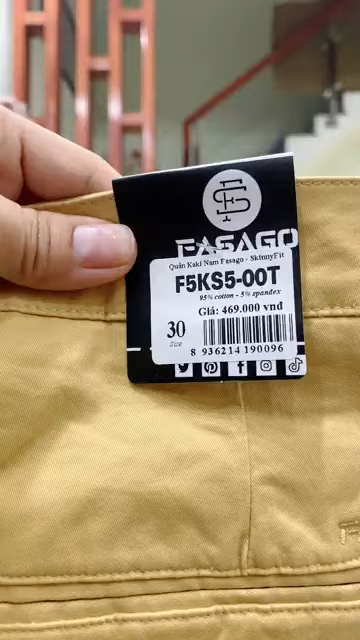 FASAGO
Quần Kaki Nam Fasago - SkinnyFit
F5KS5-00T
95% cotton - 5% spandex
Giá: 469.000 vnđ
30
Size
8 936214 190096